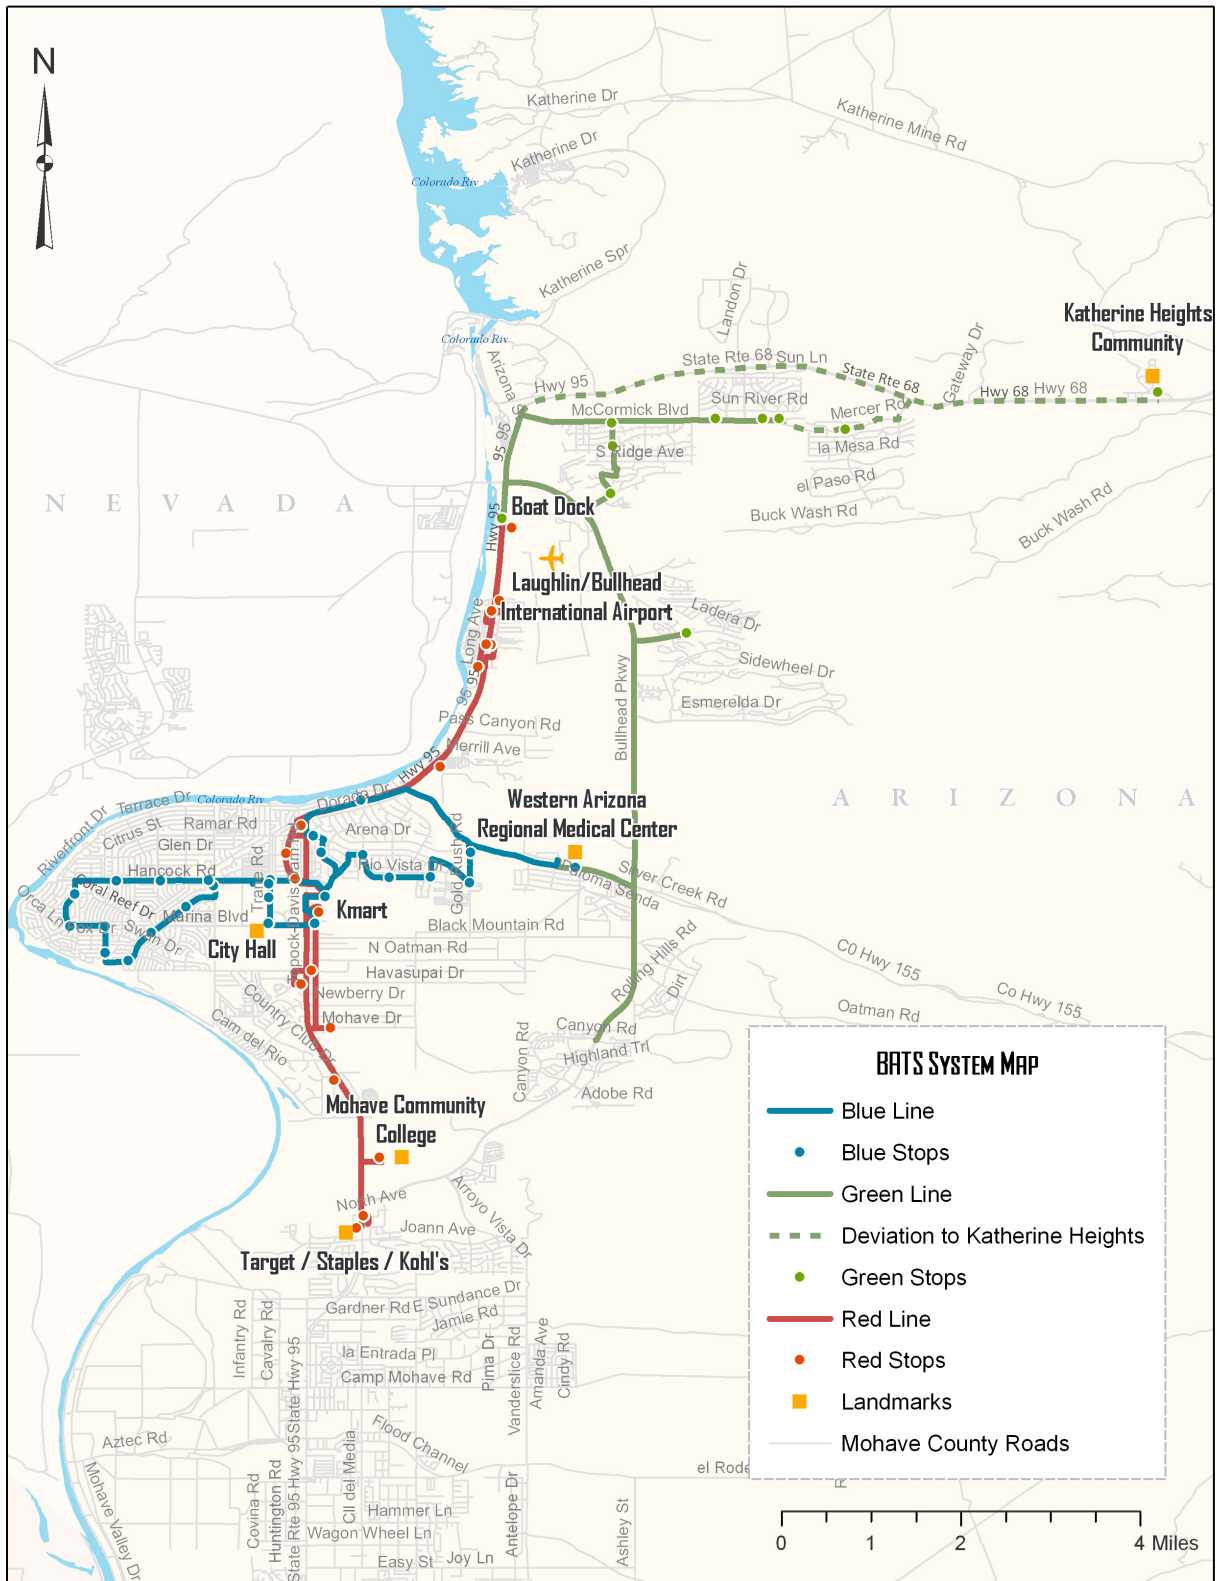 N
Katherine Dr
Katherine Mine Rd
Katherine Dr
Colorado Riv
Katherine Spr
Landon Dr
Katherine Heights
Community
Colorado Riv
Arizona S
State Rte 68 Sun Ln
State Rte 68
Gateway Dr
Hwy 95
Hwy 68 Hwy 68
McCormick Blvd
Sun River Rd
Mercer Rd
95 95
S Ridge Ave
la Mesa Rd
el Paso Rd
NEVADA
Hwy 95
Boat Dock
Buck Wash Rd
Buck Wash Rd
Laughlin/Bullhead
International Airport
Long Ave
Ladera Dr
95 95
Sidewheel Dr
Bullhead Pkwy
Esmerelda Dr
Pass Canyon Rd
Merrill Ave
Hwy 95
Riverfront Dr
Terrace Dr
Colorado Riv
Dorado Dr
Western Arizona
Regional Medical Center
ARIZONA
Citrus St
Ramar Rd
Arena Dr
Gold Rush Rd
Glen Dr
Trane Rd
Hancock Rd
Rio Vista Dr
Paloma Senda
Silver Creek Rd
Coral Reef Dr
Marina Blvd
Kmart
Fox Dr
Swan Dr
City Hall
Black Mountain Rd
N Oatman Rd
C0 Hwy 155
Havasupai Dr
Rolling Hills Rd
Dirt
Co Hwy 155
Newberry Dr
Country Club Dr
Mohave Dr
Cam del Rio
Oatman Rd
Canyon Rd
Canyon Rd
Highland Trl
Adobe Rd
Mohave Community
College
North Ave
Arroyo Vista Dr
Joann Ave
Target / Staples / Kohl's
E Sundance Dr
Gardner Rd
Jamie Rd
Infantry Rd
Cavalry Rd
State Hwy 95
la Entrada Pl
Camp Mohave Rd
Pima Dr
Vanderslice Rd
Amanda Ave
Cindy Rd
Aztec Rd
Flood Channel
Mohave Valley Dr
Covina Rd
Huntington Rd
State Rte 95 Hwy 95
Cll del Media
Hammer Ln
Wagon Wheel Ln
Easy St
Joy Ln
Antelope Dr
Ashley St
el Rode
BATS System Map
Blue Line
Blue Stops
Green Line
Deviation to Katherine Heights
Green Stops
Red Line
Red Stops
Landmarks
Mohave County Roads
0 1 2 4 Miles